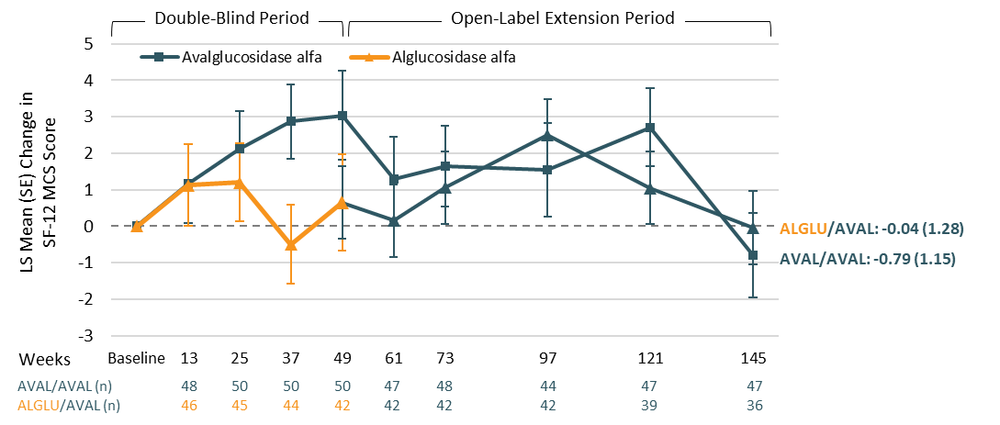 Double-Blind Period
Open-Label Extension Period
Avalglucosidase alfa
Alglucosidase alfa
LS Mean (SE) Change in
SF-12 MCS Score
5
4
3
2
1
0
-1
-2
-3
ALGLU/AVAL: -0.04 (1.28)
AVAL/AVAL: -0.79 (1.15)
Weeks Baseline 13 25 37 49 61 73 97 121 145
AVAL/AVAL (n) 48 50 50 50 47 48 44 47 47
ALGLU/AVAL (n) 46 45 44 42 42 42 42 39 36